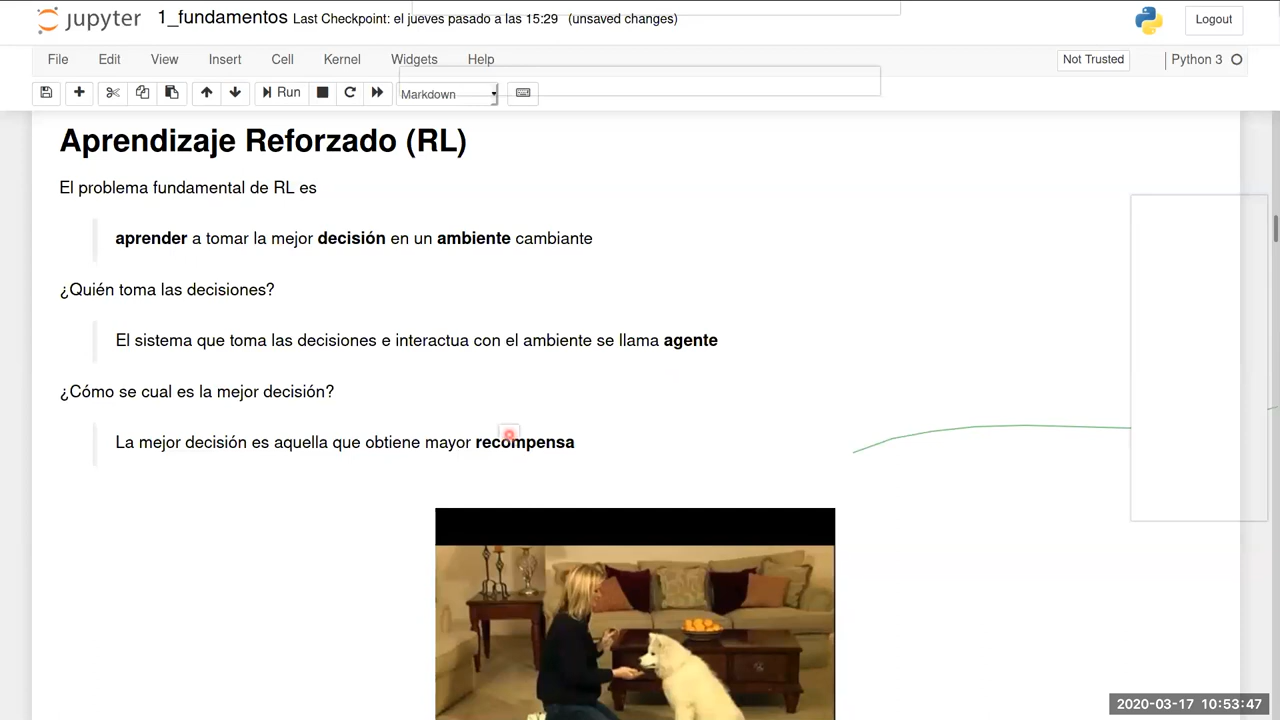 jupyter 1_fundamentos Last Checkpoint: el jueves pasado a las 15:29 (unsaved changes) Logout
File Edit View Insert Cell Kernel Widgets Help Not Trusted Python 3
Run Markdown
Aprendizaje Reforzado (RL)
El problema fundamental de RL es
aprender a tomar la mejor decisión en un ambiente cambiante
¿Quién toma las decisiones?
El sistema que toma las decisiones e interactua con el ambiente se llama agente
¿Cómo se cual es la mejor decisión?
La mejor decisión es aquella que obtiene mayor recompensa
2020-03-17 10:53:47